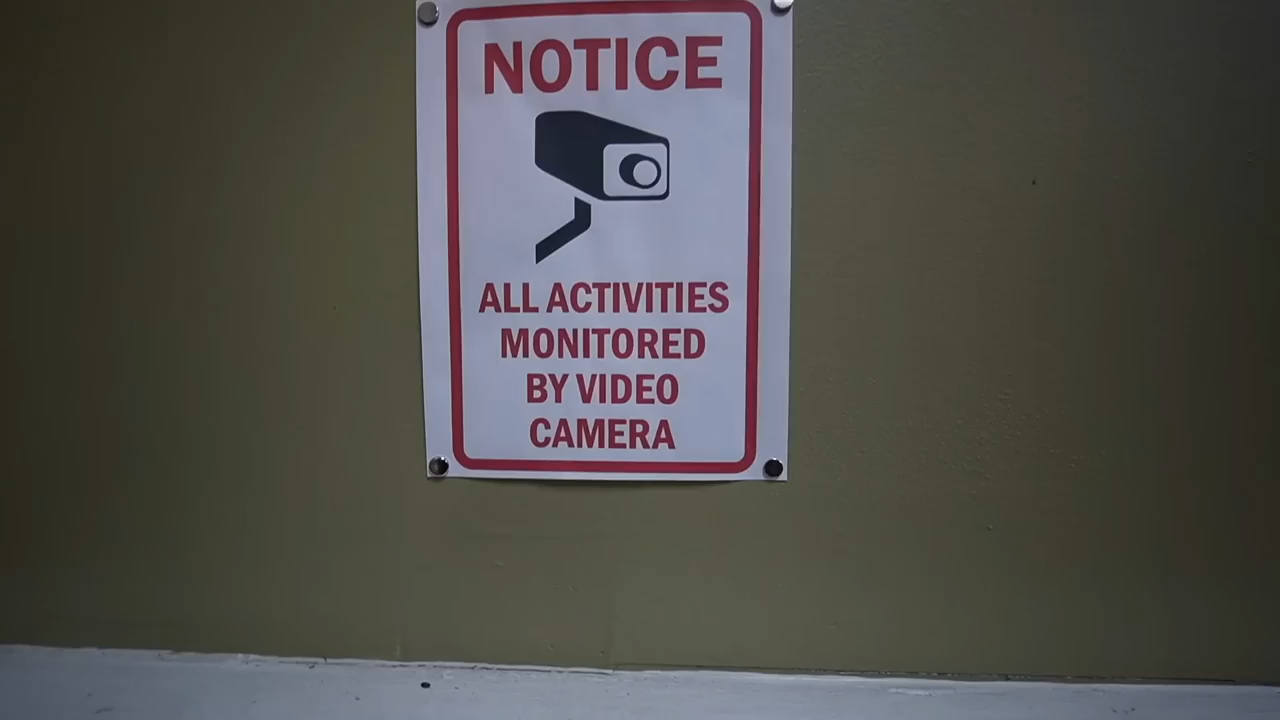 NOTICE
ALL ACTIVITIES
MONITORED
BY VIDEO
CAMERA